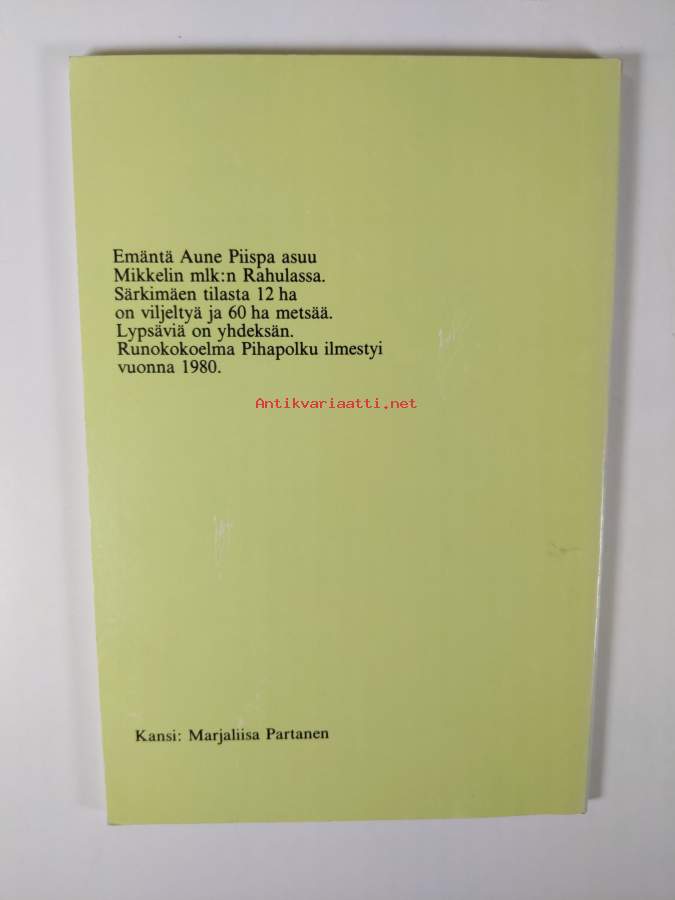 Emäntä Aune Piispa asuu
Mikkelin mlk:n Rahulassa.
Särkimäen tilasta 12 ha
on viljeltyä ja 60 ha metsää.
Lypsäviä on yhdeksän.
Runokokoelma Pihapolku ilmestyi
vuonna 1980.
Antikvariaatti.net
Kansi: Marjaliisa Partanen